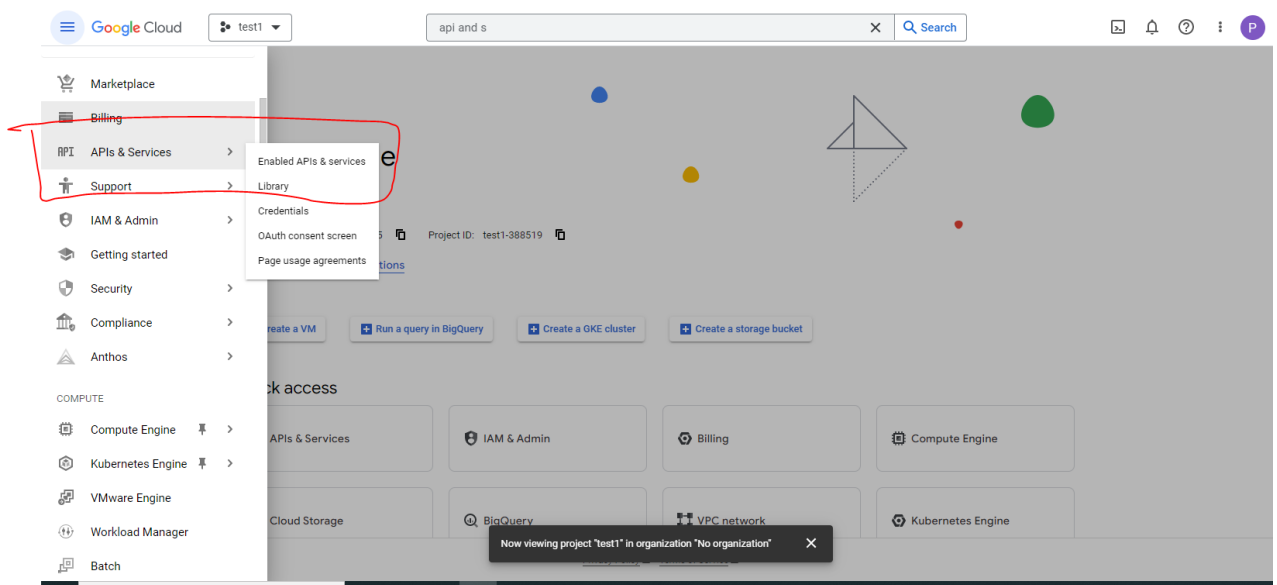 Google Cloud
test1
api and s
Search
P
Marketplace
Billing
API APIs & Services
Support
IAM & Admin
Getting started
Security
Compliance
Anthos
COMPUTE
Compute Engine
Kubernetes Engine
VMware Engine
Workload Manager
Batch
Enabled APIs & services
Library
Credentials
OAuth consent screen
Page usage agreements
Project ID: test1-388519
Run a query in BigQuery
Create a GKE cluster
Create a storage bucket
access
APIs & Services
IAM & Admin
Billing
Compute Engine
Cloud Storage
BigQuery
VPC network
Kubernetes Engine
Now viewing project "test1" in organization "No organization"